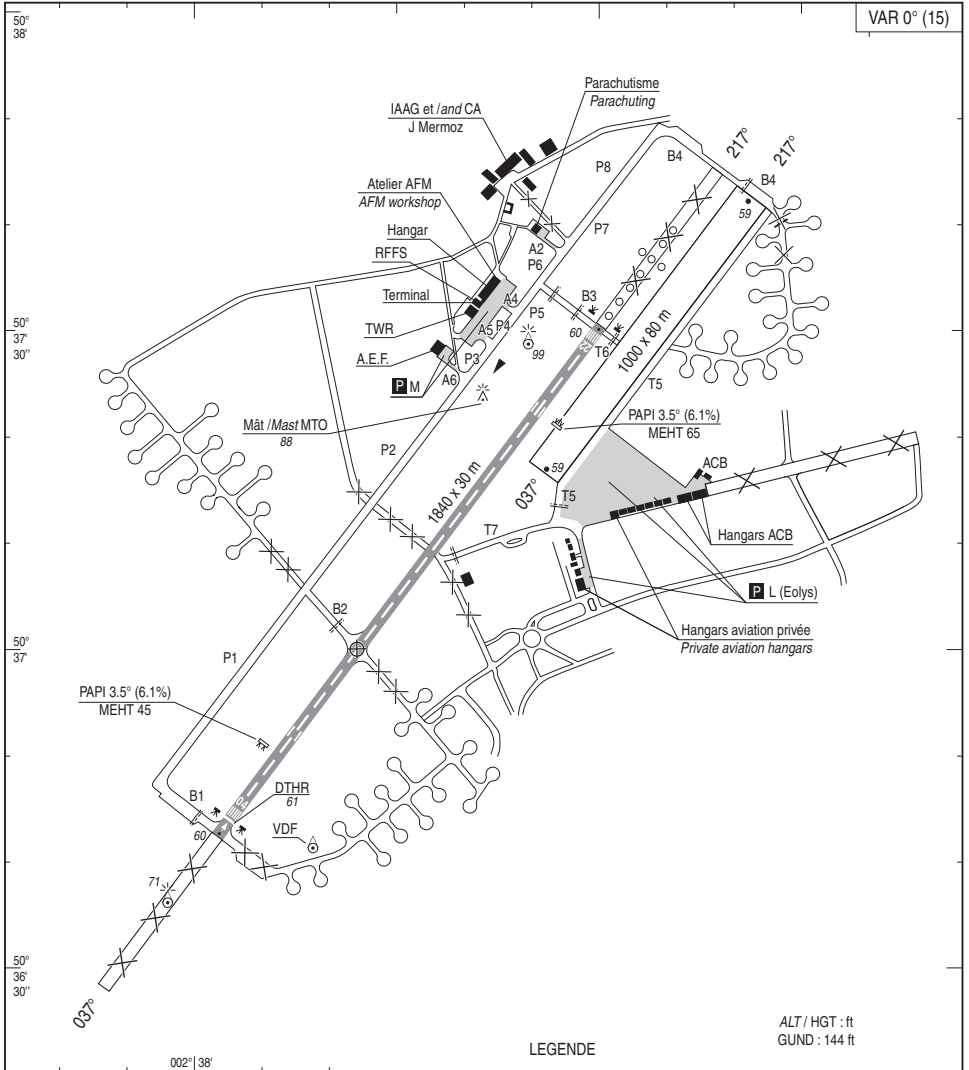 50°
38'
VAR 0° (15)
Parachutisme
Parachuting
IAAG et / and CA
J Mermoz
217°
217°
B4
B4
P8
Atelier AFM
AFM workshop
59
P7
Hangar
A2
P6
RFFS
A4
Terminal
P5
B3
50°
37'
30"
TWR
A5
P4
60
T6
99
1000 x 80 m
A.E.F.
P3
T5
P M
A6
PAPI 3.5° (6.1%)
MEHT 65
Mât / Mast MTO
88
P2
ACB
59
037°
1840 x 30 m
T5
T7
Hangars ACB
P L (Eolys)
B2
Hangars aviation privée
Private aviation hangars
50°
37'
P1
PAPI 3.5° (6.1%)
MEHT 45
DTHR
61
B1
60
VDF
71
50°
36'
30"
037°
ALT / HGT : ft
GUND : 144 ft
LEGENDE
002° 38'